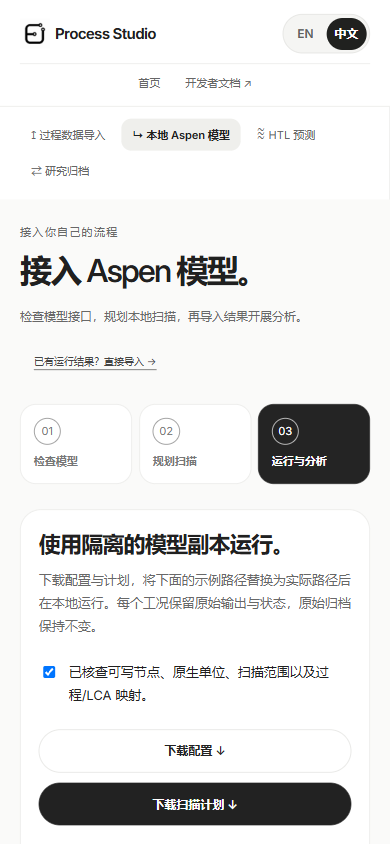 Process Studio
EN 中文
首页 开发者文档 ↗
↥ 过程数据导入 ↳ 本地 Aspen 模型 HTL 预测
⇄ 研究归档
接入你自己的流程
接入 Aspen 模型。
检查模型接口，规划本地扫描，再导入结果开展分析。
已有运行结果？直接导入 →
01 02 03
检查模型 规划扫描 运行与分析
使用隔离的模型副本运行。
下载配置与计划，将下面的示例路径替换为实际路径后
在本地运行。每个工况保留原始输出与状态，原始归档
保持不变。
已核查可写节点、原生单位、扫描范围以及过
程/LCA 映射。
下载配置 ↓
下载扫描计划 ↓